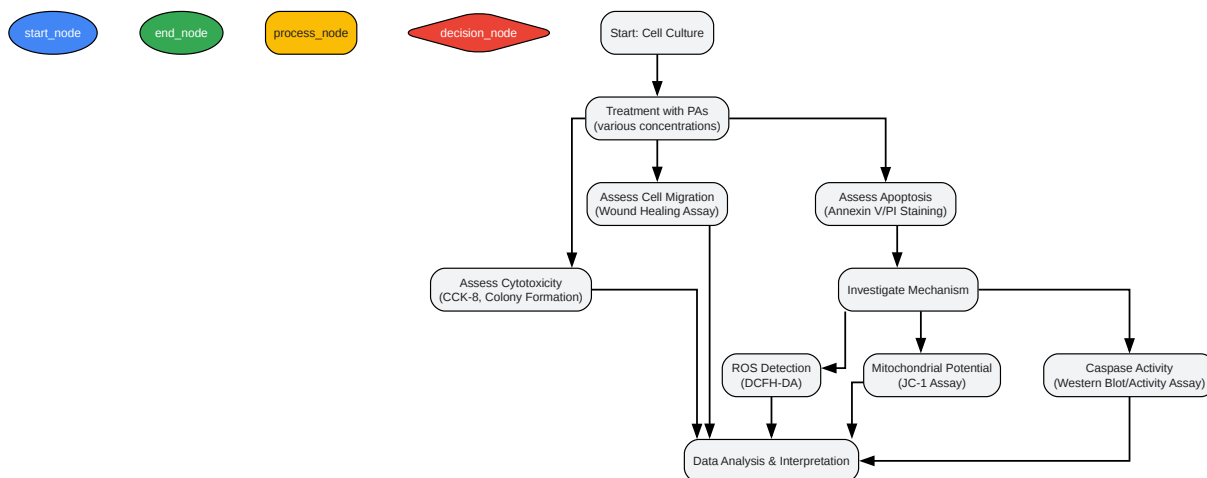 start_node
end_node
process_node
decision_node
Start: Cell Culture
Treatment with PAs
(various concentrations)
Assess Cell Migration
(Wound Healing Assay)
Assess Apoptosis
(Annexin V/PI Staining)
Assess Cytotoxicity
(CCK-8, Colony Formation)
Investigate Mechanism
ROS Detection
(DCFH-DA)
Mitochondrial Potential
(JC-1 Assay)
Caspase Activity
(Western Blot/Activity Assay)
Data Analysis & Interpretation